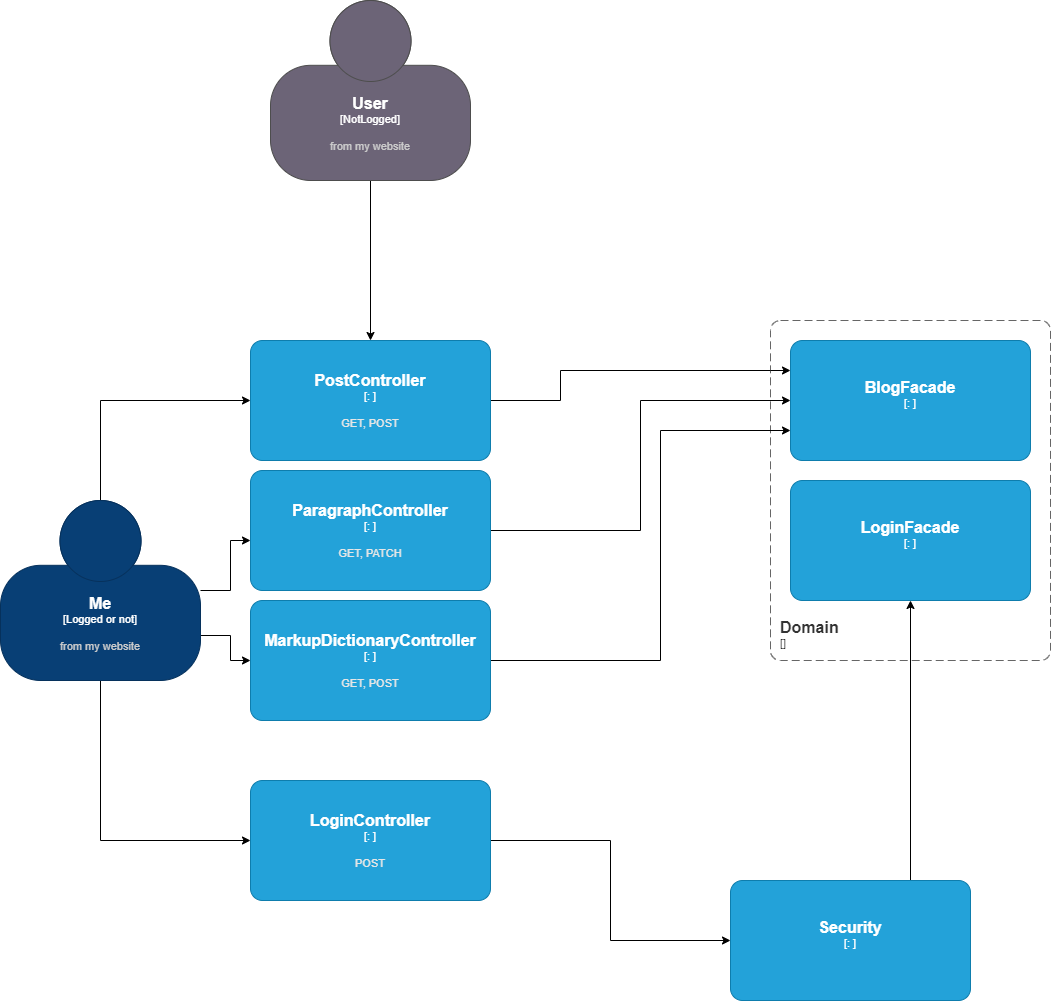 User
[NotLogged]
from my website
PostController
[: ]
GET, POST
BlogFacade
[: ]
ParagraphController
[: ]
GET, PATCH
LoginFacade
[: ]
Me
[Logged or not]
from my website
MarkupDictionaryController
[: ]
GET, POST
Domain
[]
LoginController
[: ]
POST
Security
[: ]